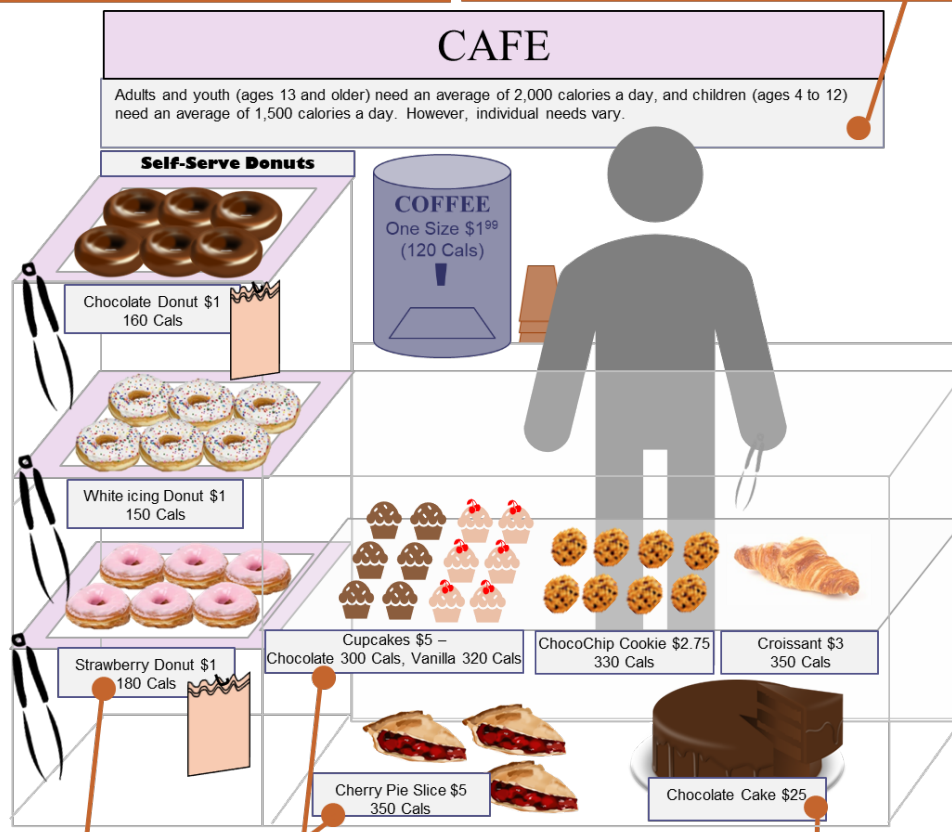 CAFE
Adults and youth (ages 13 and older) need an average of 2,000 calories a day, and children (ages 4 to 12)
need an average of 1,500 calories a day. However, individual needs vary.
Self-Serve Donuts
COFFEE
One Size $1⁹⁹
(120 Cals)
Chocolate Donut $1
160 Cals
White icing Donut $1
150 Cals
Strawberry Donut $1
180 Cals
Cupcakes $5 –
Chocolate 300 Cals, Vanilla 320 Cals
ChocoChip Cookie $2.75
330 Cals
Croissant $3
350 Cals
Cherry Pie Slice $5
350 Cals
Chocolate Cake $25